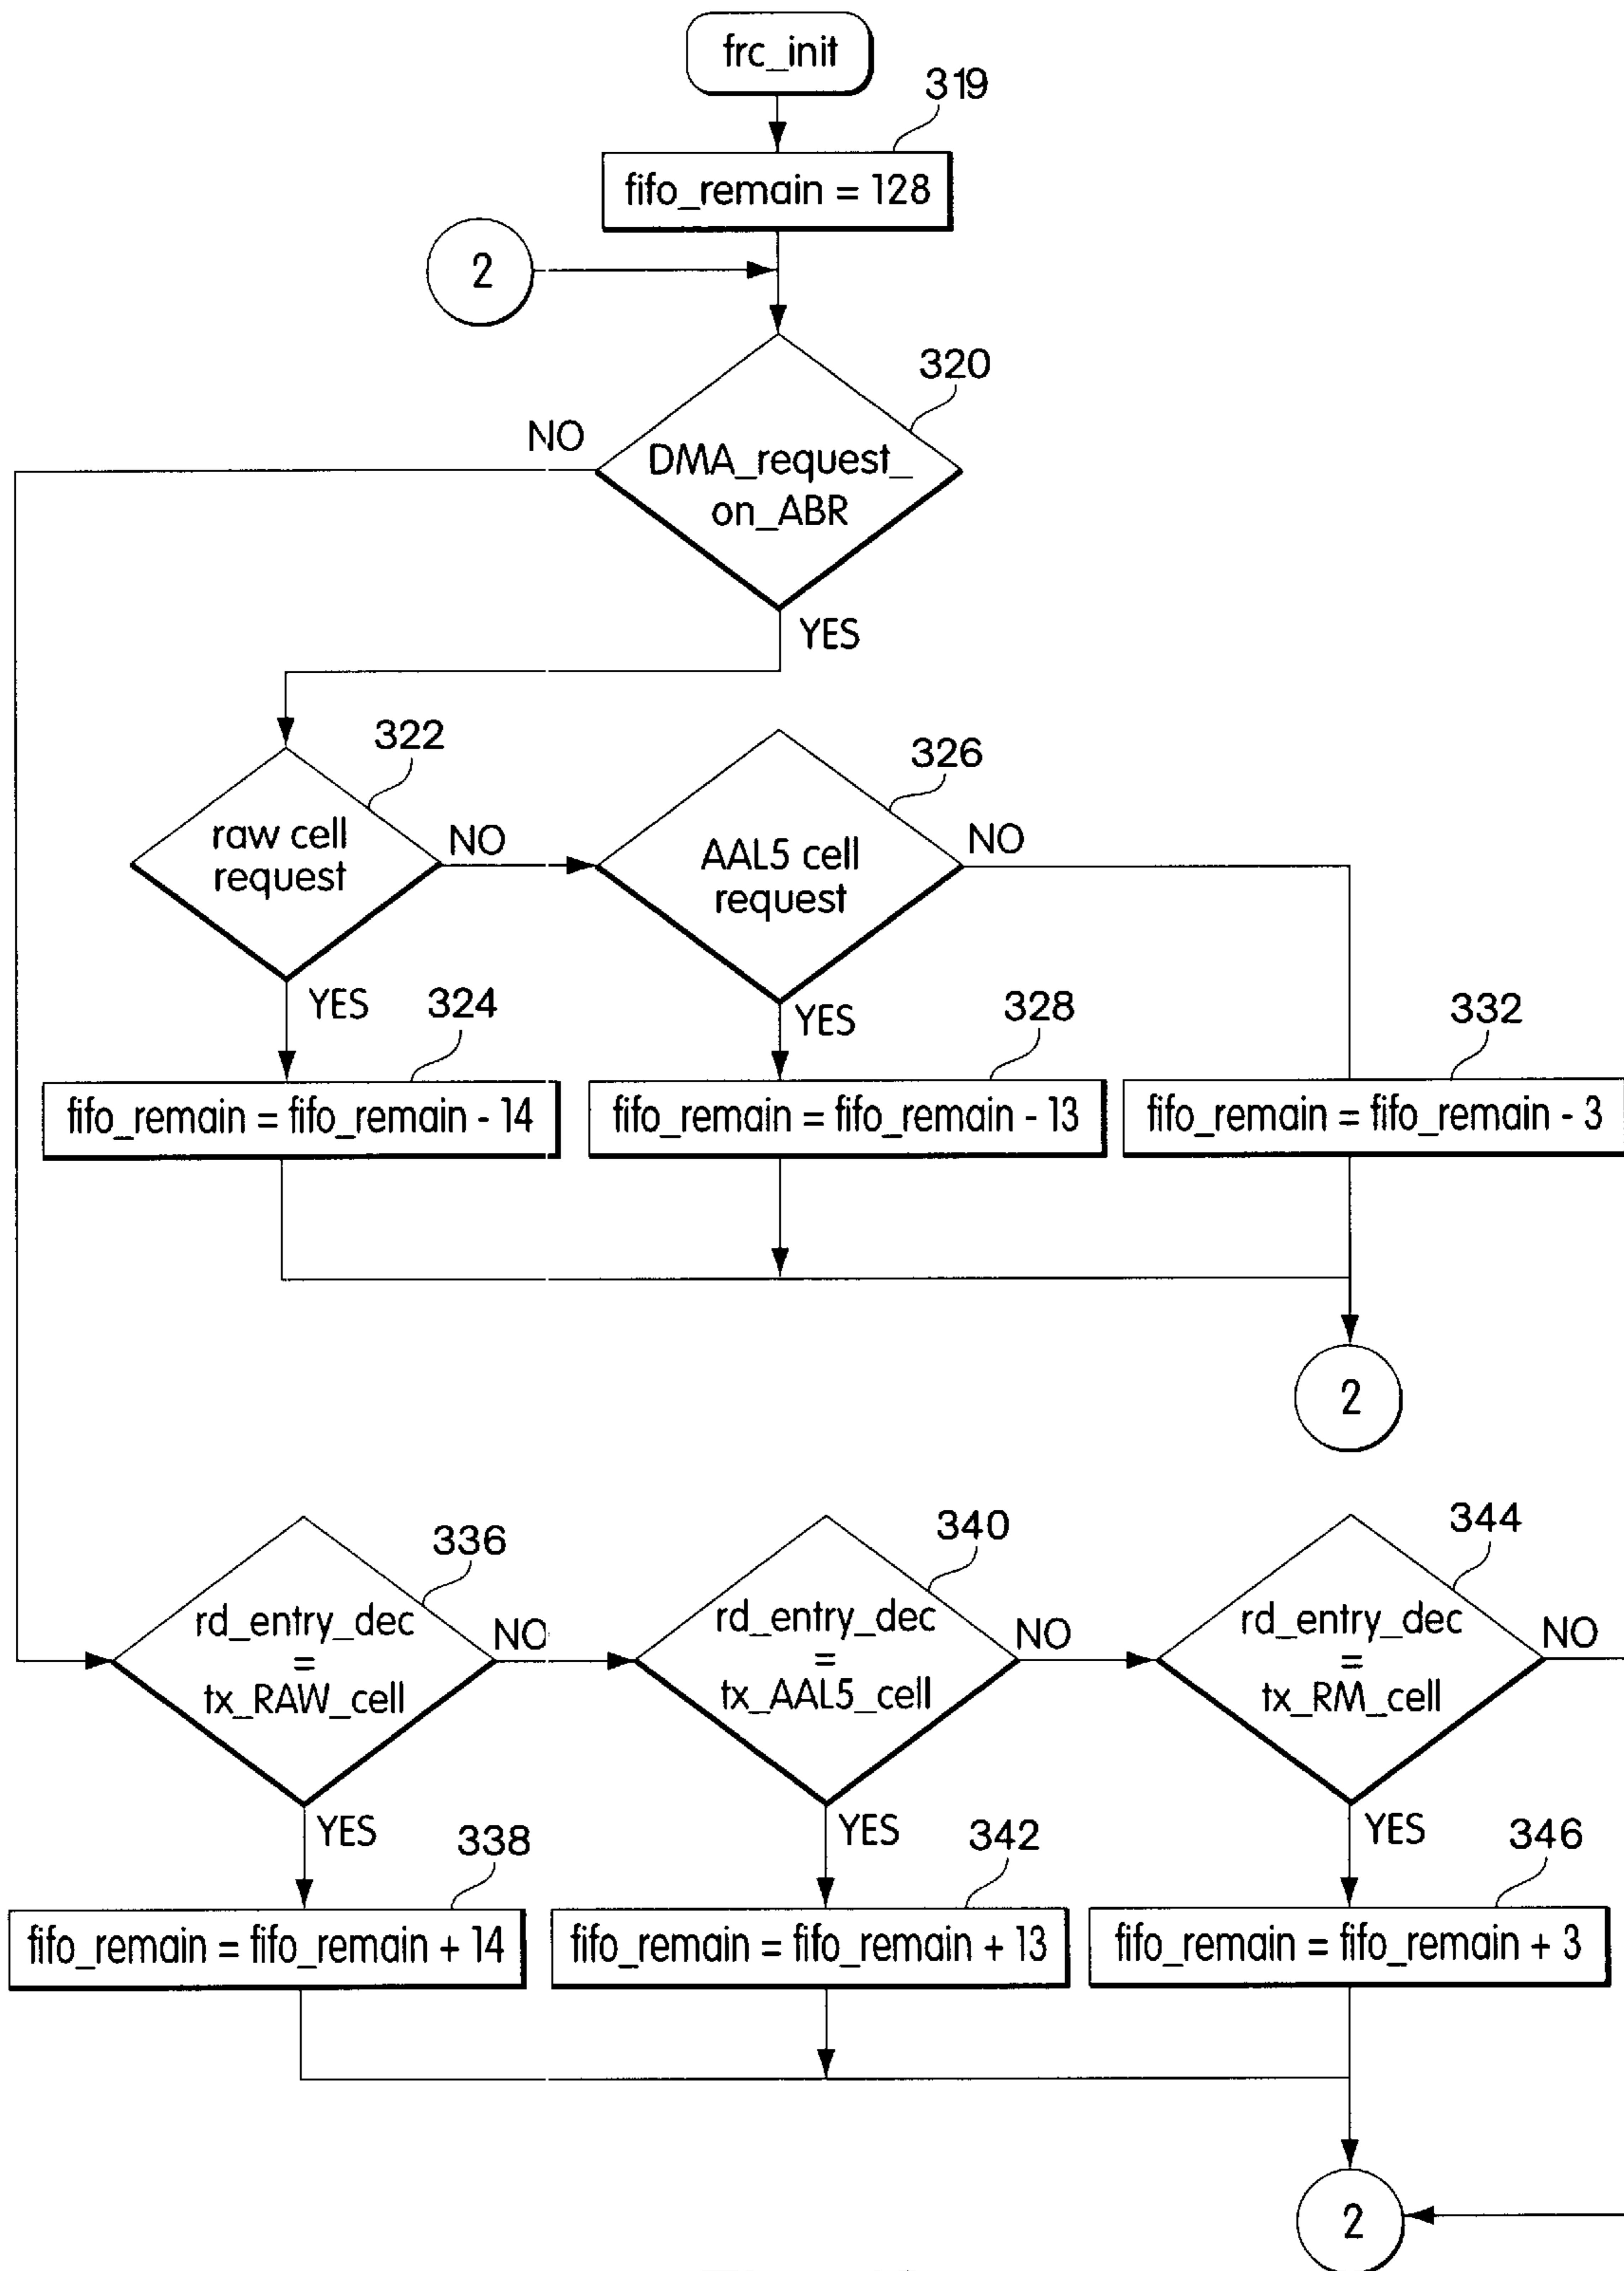 frc_init
319
fifo_remain = 128
2
320
NO
DMA_request_
on_ABR
YES
322
326
raw cell
request
NO
AAL5 cell
request
NO
YES
324
YES
328
332
fifo_remain = fifo_remain - 14
fifo_remain = fifo_remain - 13
fifo_remain = fifo_remain - 3
2
336
340
344
rd_entry_dec
=
tx_RAW_cell
NO
rd_entry_dec
=
tx_AAL5_cell
NO
rd_entry_dec
=
tx_RM_cell
NO
YES
338
YES
342
YES
346
fifo_remain = fifo_remain + 14
fifo_remain = fifo_remain + 13
fifo_remain = fifo_remain + 3
2